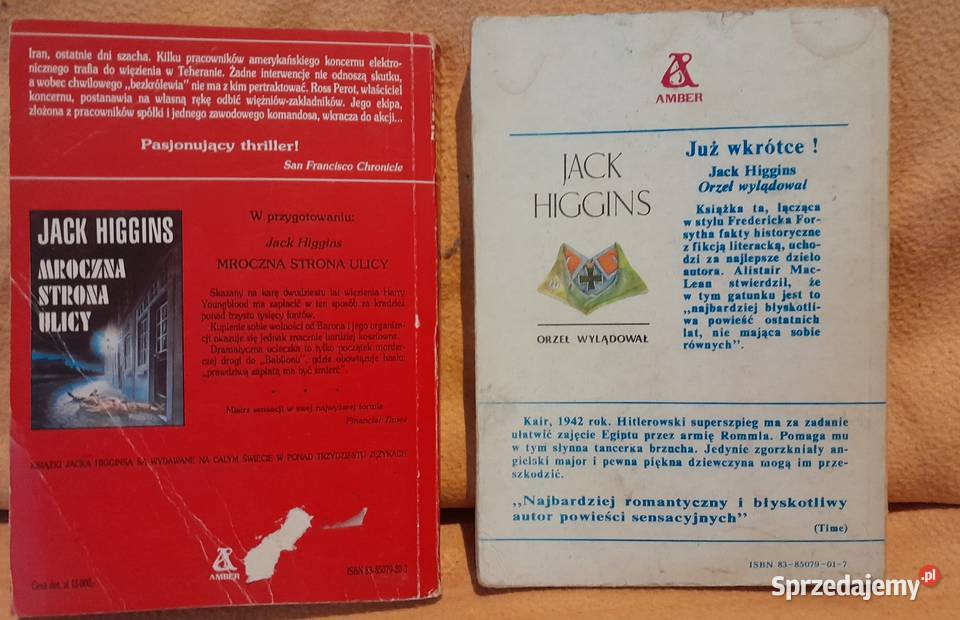 Iran, ostatnie dni szacha. Kilku pracowników amerykańskiego koncernu elektro-
nicznego trafia do więzienia w Teheranie. Żadne interwencje nie odnoszą skutku,
a wobec chwilowego „bezkrólewia" nie ma z kim pertraktować. Ross Perot, właściciel
koncernu, postanawia na własną rękę odbić więźniów-zakładników. Jego ekipa,
złożona z pracowników spółki i jednego zawodowego komandosa, wkracza do akcji...
Pasjonujący thriller!
San Francisco Chronicle
JACK HIGGINS
MROCZNA
STRONA
ULICY
W przygotowaniu:
Jack Higgins
MROCZNA STRONA ULICY
Skazany na karę dwudziestu lat więzienia Harry
Youngblood ma zapłacić w ten sposób za kradzież
ponad trzystu tysięcy funtów.
Kupienie sobie wolności od Barona i jego organiza-
cji okazuje się jednak znacznie bardziej kosztowne.
Dramatyczna ucieczka to tylko początek morder-
czej drogi do „Babilonu", gdzie obowiązuje hasło:
„prawdziwą zapłatą ma być śmierć".
Mistrz sensacji w swej najwyższej formie
Financial Times
KSIĄŻKI JACKA HIGGINSA SĄ WYDAWANE NA CAŁYM ŚWIECIE W PONAD TRZYDZIESTU JĘZYKACH
AMBER
Cena det. zł 15 000,-
ISBN 83-85079-20-3
AMBER
JACK
HIGGINS
ORZEŁ WYLĄDOWAŁ
Już wkrótce !
Jack Higgins
Orzeł wylądował
Książka ta, łącząca
w stylu Fredericka For-
sytha fakty historyczne
z fikcją literacką, ucho-
dzi za najlepsze dzieło
autora. Alistair Mac-
Lean stwierdził, że
w tym gatunku jest to
„najbardziej błyskotli-
wa powieść ostatnich
lat, nie mająca sobie
równych".
Kair, 1942 rok. Hitlerowski superszpieg ma za zadanie
ułatwić zajęcie Egiptu przez armię Rommla. Pomaga mu
w tym słynna tancerka brzucha. Jedynie zgorzkniały an-
gielski major i pewna piękna dziewczyna mogą im prze-
szkodzić.
„Najbardziej romantyczny i błyskotliwy
autor powieści sensacyjnych"
(Time)
ISBN 83-85079-01-7
Sprzedajemy.pl